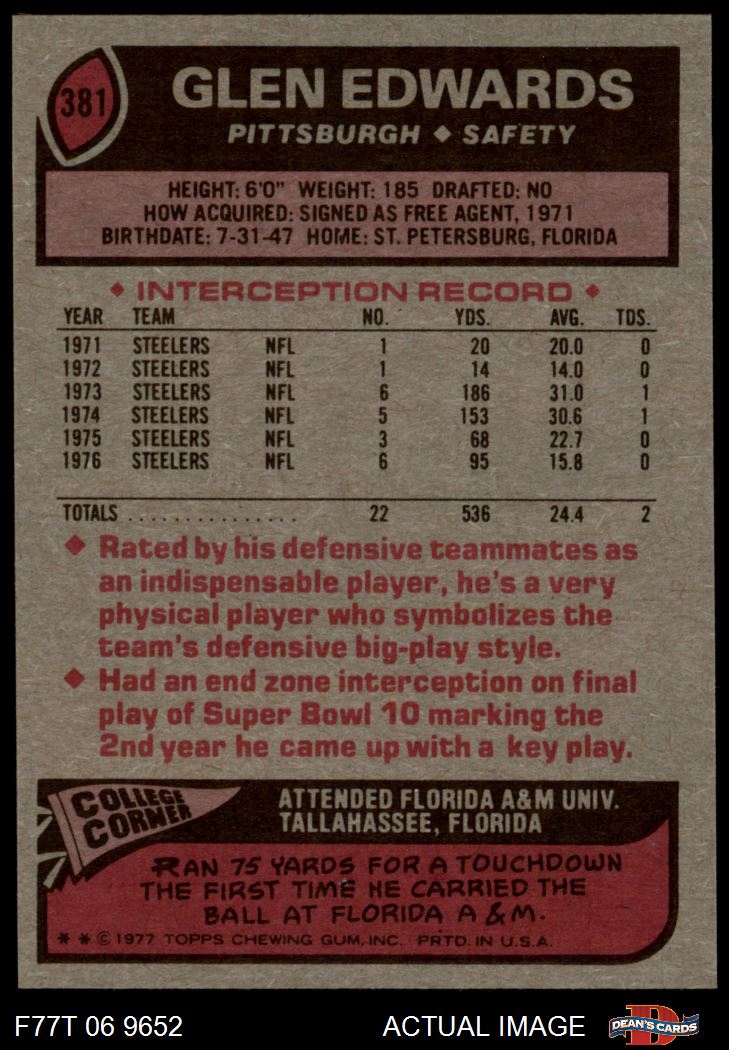 381
GLEN EDWARDS
PITTSBURGH ◆ SAFETY
HEIGHT: 6'0" WEIGHT: 185 DRAFTED: NO
HOW ACQUIRED: SIGNED AS FREE AGENT, 1971
BIRTHDATE: 7-31-47 HOME: ST. PETERSBURG, FLORIDA
◆ INTERCEPTION RECORD ◆
YEAR TEAM NO. YDS. AVG. TDS.
1971 STEELERS NFL 1 20 20.0 0
1972 STEELERS NFL 1 14 14.0 0
1973 STEELERS NFL 6 186 31.0 1
1974 STEELERS NFL 5 153 30.6 1
1975 STEELERS NFL 3 68 22.7 0
1976 STEELERS NFL 6 95 15.8 0
TOTALS ............... 22 536 24.4 2
◆ Rated by his defensive teammates as
an indispensable player, he's a very
physical player who symbolizes the
team's defensive big-play style.
◆ Had an end zone interception on final
play of Super Bowl 10 marking the
2nd year he came up with a key play.
COLLEGE
CORNER
ATTENDED FLORIDA A&M UNIV.
TALLAHASSEE, FLORIDA
RAN 75 YARDS FOR A TOUCHDOWN
THE FIRST TIME HE CARRIED THE
BALL AT FLORIDA A & M.
* * © 1977 TOPPS CHEWING GUM, INC. PRTD. IN U.S.A.
F77T 06 9652
ACTUAL IMAGE
D
DEAN'S CARDS